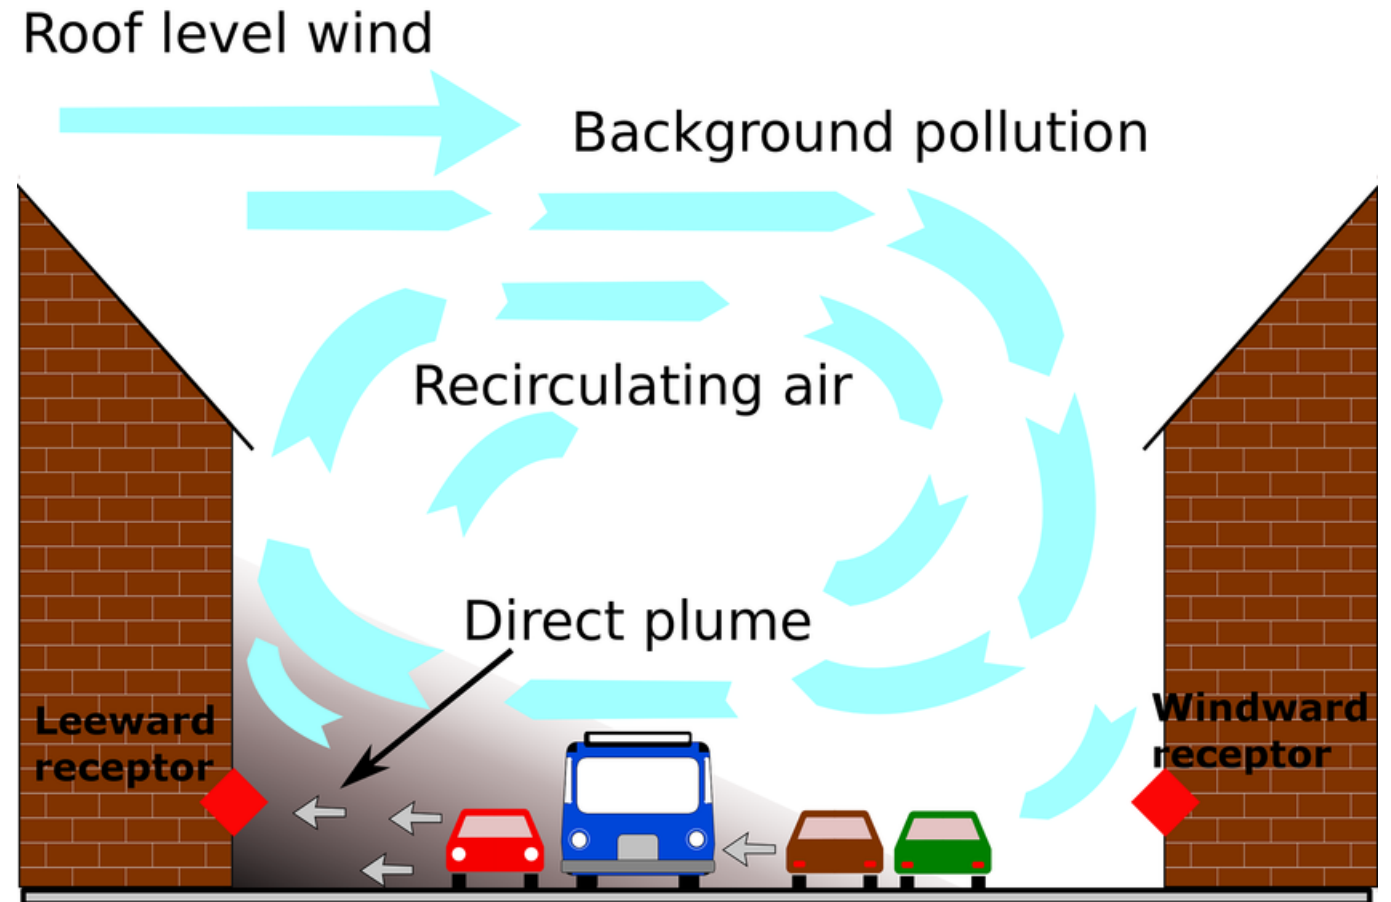 Roof level wind
Background pollution
Recirculating air
Direct plume
Leeward
receptor
Windward
receptor